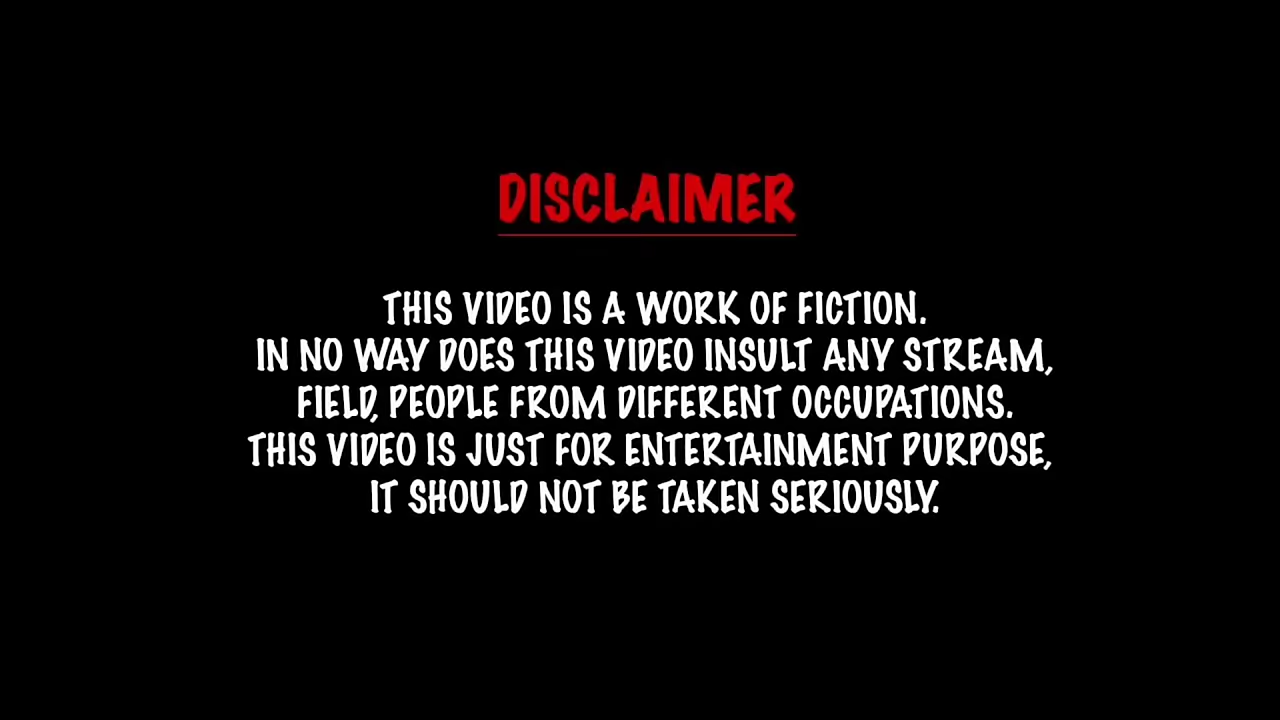 DISCLAIMER
THIS VIDEO IS A WORK OF FICTION.
IN NO WAY DOES THIS VIDEO INSULT ANY STREAM,
FIELD, PEOPLE FROM DIFFERENT OCCUPATIONS.
THIS VIDEO IS JUST FOR ENTERTAINMENT PURPOSE,
IT SHOULD NOT BE TAKEN SERIOUSLY.